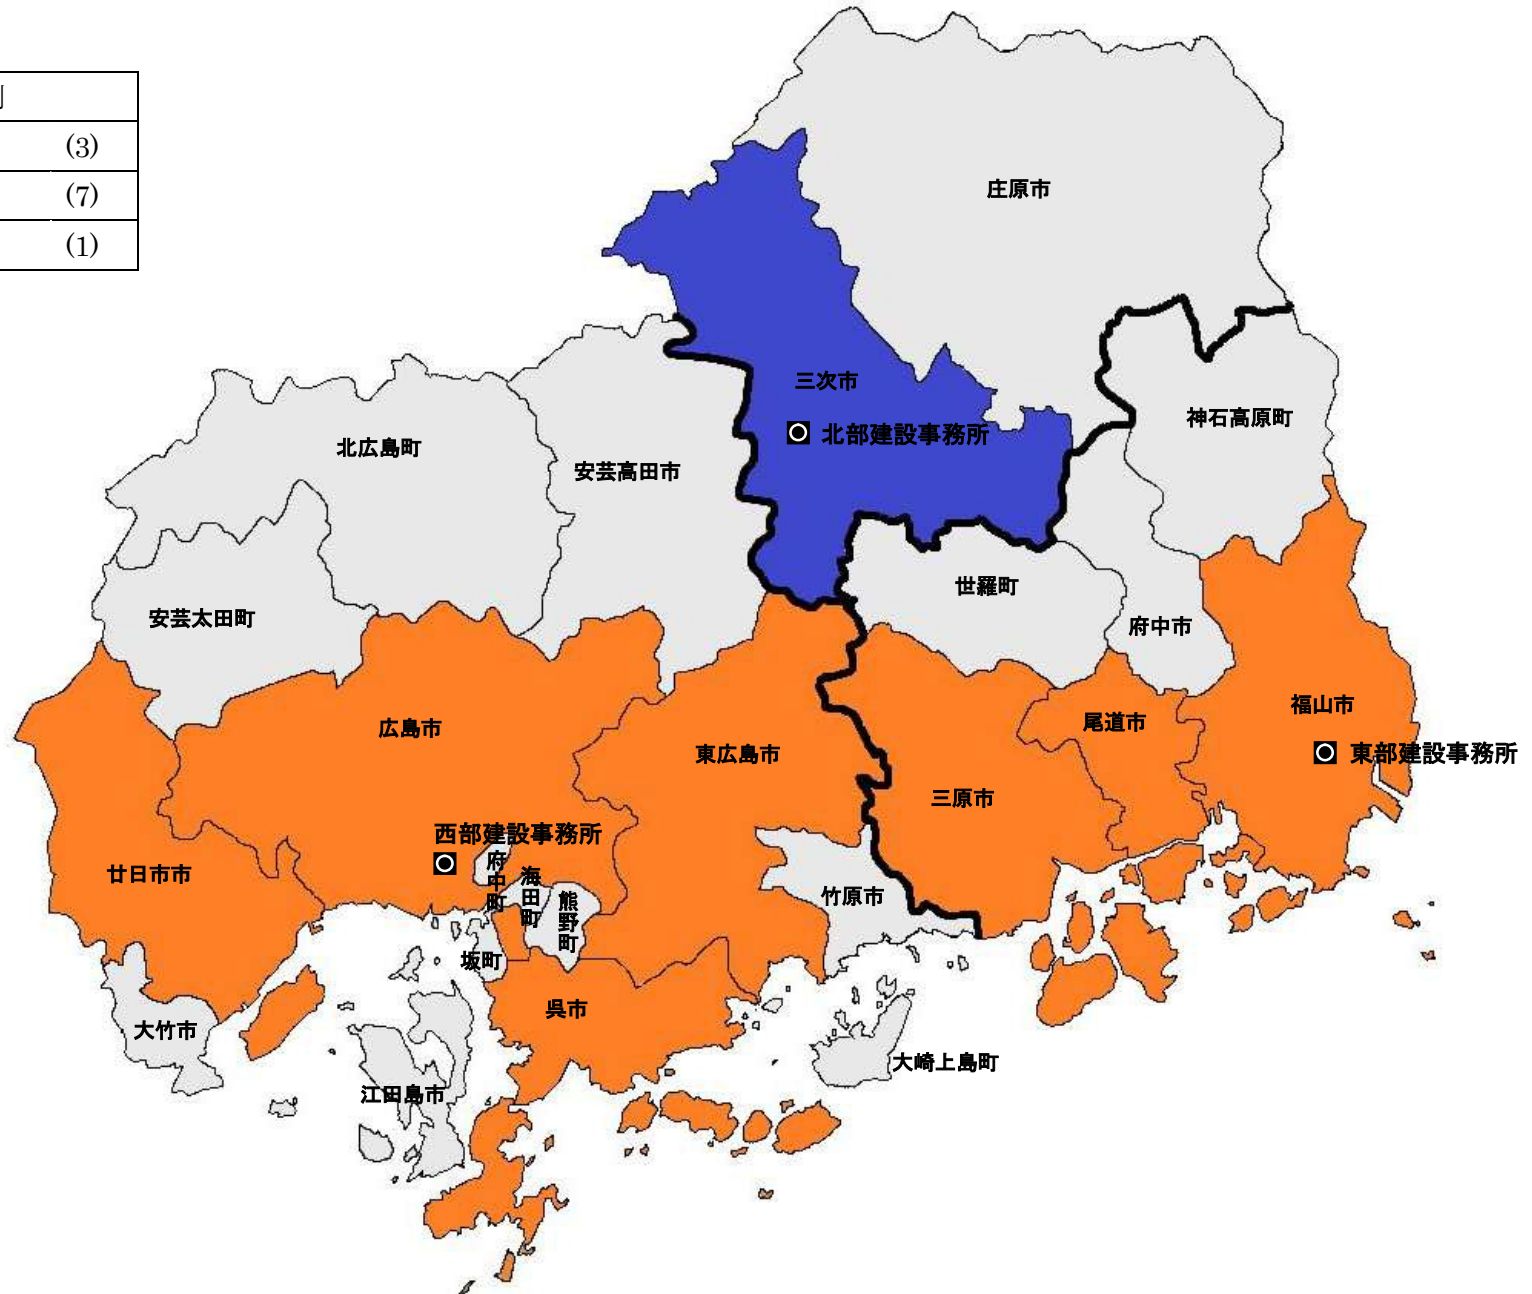 (3)
(7)
(1)
庄原市
三次市
北部建設事務所
神石高原町
北広島町
安芸高田市
世羅町
安芸太田町
府中市
福山市
東部建設事務所
尾道市
広島市
東広島市
三原市
西部建設事務所
府中町
海田町
熊野町
廿日市市
竹原市
坂町
呉市
大竹市
大崎上島町
江田島市